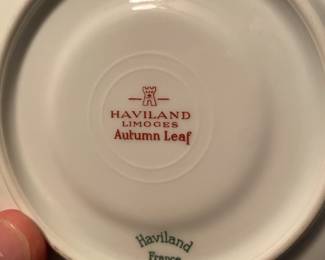 HAVILAND
LIMOGES
Autumn Leaf
Haviland
France